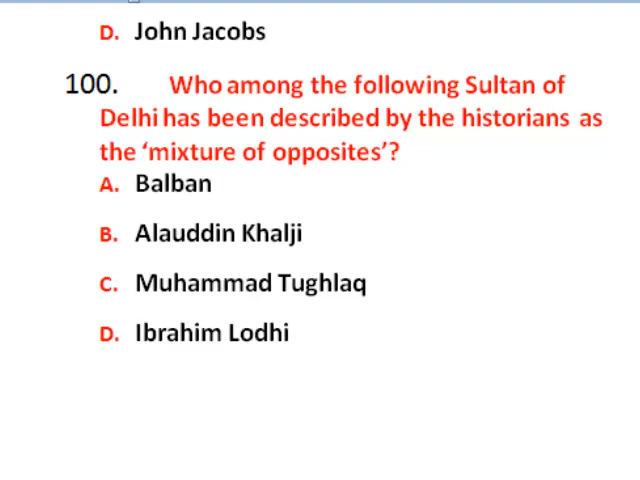 D. John Jacobs
100. Who among the following Sultan of
Delhi has been described by the historians as
the ‘mixture of opposites’?
A. Balban
B. Alauddin Khalji
C. Muhammad Tughlaq
D. Ibrahim Lodhi